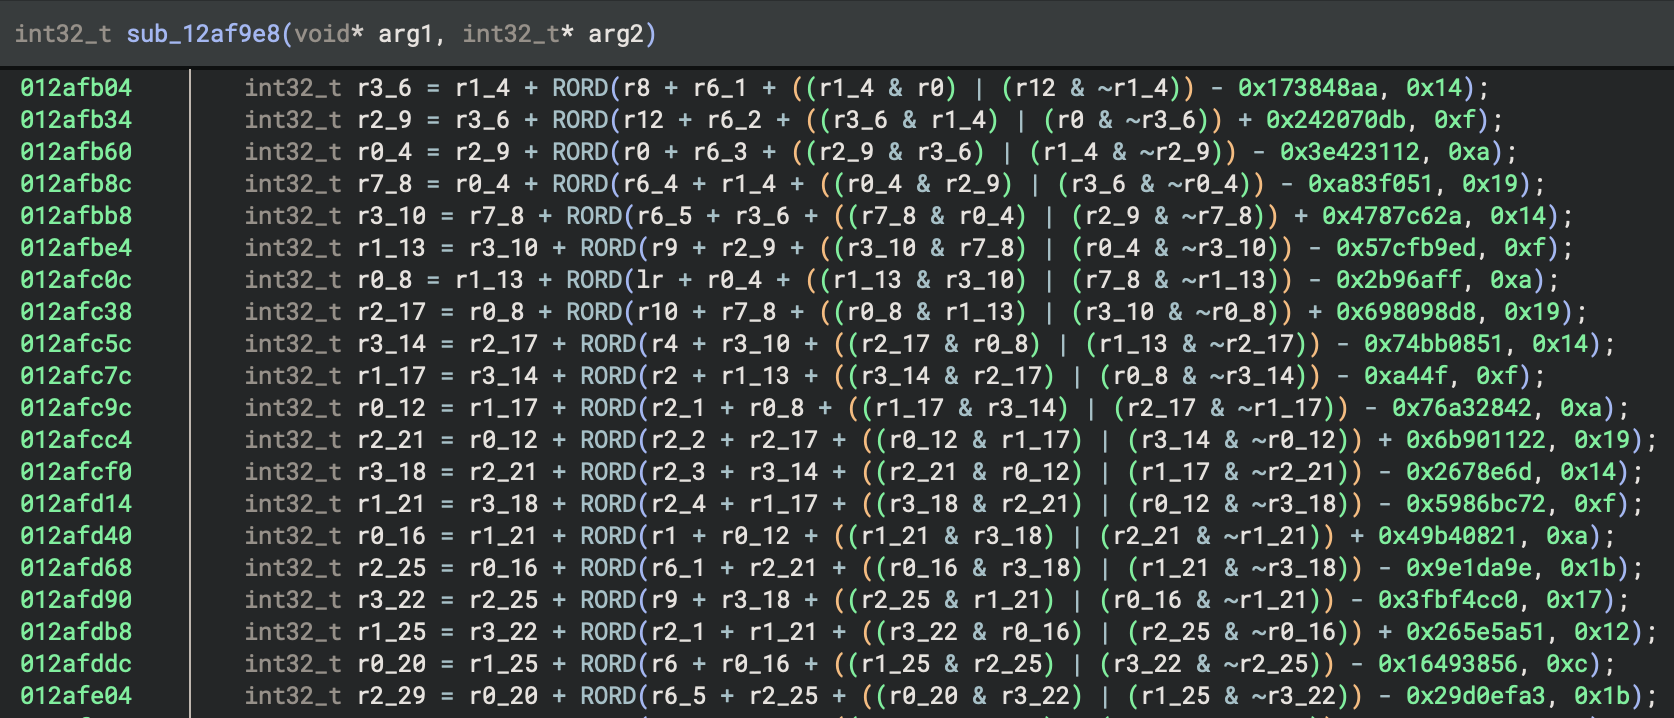 int32_t sub_12af9e8(void* arg1, int32_t* arg2)
012afb04 int32_t r3_6 = r1_4 + RORD(r8 + r6_1 + ((r1_4 & r0) | (r12 & ~r1_4)) - 0x173848aa, 0x14);
012afb34 int32_t r2_9 = r3_6 + RORD(r12 + r6_2 + ((r3_6 & r1_4) | (r0 & ~r3_6)) + 0x242070db, 0xf);
012afb60 int32_t r0_4 = r2_9 + RORD(r0 + r6_3 + ((r2_9 & r3_6) | (r1_4 & ~r2_9)) - 0x3e423112, 0xa);
012afb8c int32_t r7_8 = r0_4 + RORD(r6_4 + r1_4 + ((r0_4 & r2_9) | (r3_6 & ~r0_4)) - 0xa83f051, 0x19);
012afbb8 int32_t r3_10 = r7_8 + RORD(r6_5 + r3_6 + ((r7_8 & r0_4) | (r2_9 & ~r7_8)) + 0x4787c62a, 0x14);
012afbe4 int32_t r1_13 = r3_10 + RORD(r9 + r2_9 + ((r3_10 & r7_8) | (r0_4 & ~r3_10)) - 0x57cfb9ed, 0xf);
012afc0c int32_t r0_8 = r1_13 + RORD(lr + r0_4 + ((r1_13 & r3_10) | (r7_8 & ~r1_13)) - 0x2b96aff, 0xa);
012afc38 int32_t r2_17 = r0_8 + RORD(r10 + r7_8 + ((r0_8 & r1_13) | (r3_10 & ~r0_8)) + 0x698098d8, 0x19);
012afc5c int32_t r3_14 = r2_17 + RORD(r4 + r3_10 + ((r2_17 & r0_8) | (r1_13 & ~r2_17)) - 0x74bb0851, 0x14);
012afc7c int32_t r1_17 = r3_14 + RORD(r2 + r1_13 + ((r3_14 & r2_17) | (r0_8 & ~r3_14)) - 0xa44f, 0xf);
012afc9c int32_t r0_12 = r1_17 + RORD(r2_1 + r0_8 + ((r1_17 & r3_14) | (r2_17 & ~r1_17)) - 0x76a32842, 0xa);
012afcc4 int32_t r2_21 = r0_12 + RORD(r2_2 + r2_17 + ((r0_12 & r1_17) | (r3_14 & ~r0_12)) + 0x6b901122, 0x19);
012afcf0 int32_t r3_18 = r2_21 + RORD(r2_3 + r3_14 + ((r2_21 & r0_12) | (r1_17 & ~r2_21)) - 0x2678e6d, 0x14);
012afd14 int32_t r1_21 = r3_18 + RORD(r2_4 + r1_17 + ((r3_18 & r2_21) | (r0_12 & ~r3_18)) - 0x5986bc72, 0xf);
012afd40 int32_t r0_16 = r1_21 + RORD(r1 + r0_12 + ((r1_21 & r3_18) | (r2_21 & ~r1_21)) + 0x49b40821, 0xa);
012afd68 int32_t r2_25 = r0_16 + RORD(r6_1 + r2_21 + ((r0_16 & r3_18) | (r1_21 & ~r3_18)) - 0x9e1da9e, 0x1b);
012afd90 int32_t r3_22 = r2_25 + RORD(r9 + r3_18 + ((r2_25 & r1_21) | (r0_16 & ~r1_21)) - 0x3fbf4cc0, 0x17);
012afdb8 int32_t r1_25 = r3_22 + RORD(r2_1 + r1_21 + ((r3_22 & r0_16) | (r2_25 & ~r0_16)) + 0x265e5a51, 0x12);
012afddc int32_t r0_20 = r1_25 + RORD(r6 + r0_16 + ((r1_25 & r2_25) | (r3_22 & ~r2_25)) - 0x16493856, 0xc);
012afe04 int32_t r2_29 = r0_20 + RORD(r6_5 + r2_25 + ((r0_20 & r3_22) | (r1_25 & ~r3_22)) - 0x29d0efa3, 0x1b);